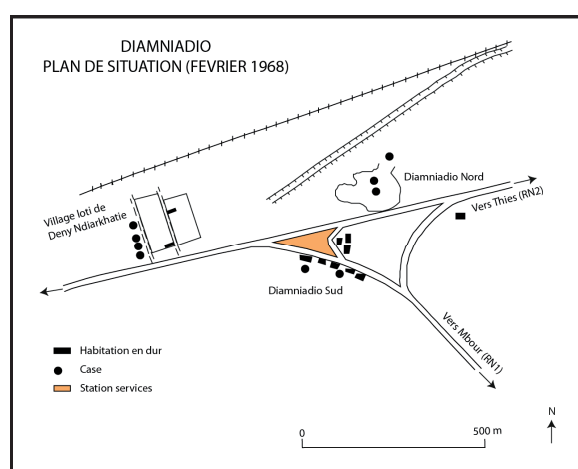 DIAMNIADIO
PLAN DE SITUATION (FEVRIER 1968)
Diamniadio Nord
Vers Thies (RN2)
Village loti de
Deny Ndiarkhatie
Diamniadio Sud
Vers Mbour (RN1)
Habitation en dur
Case
Station services
N
0
500 m